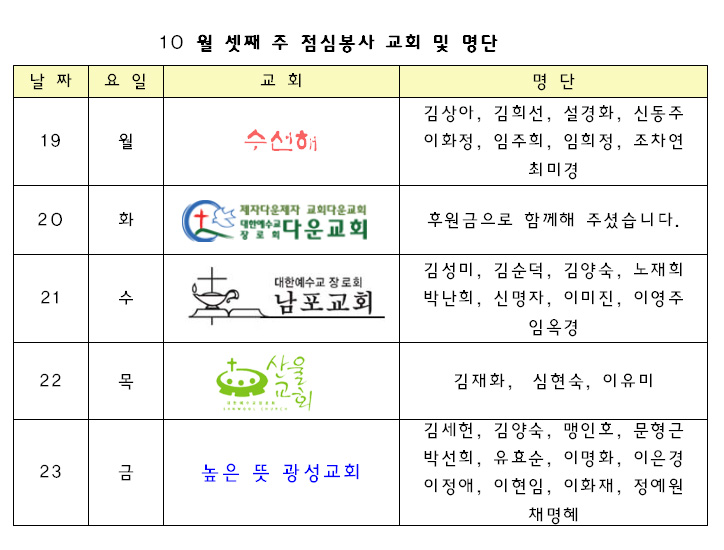 10 월 셋째 주 점심봉사 교회 및 명단
날 짜 요 일 교 회 명 단
19 월 수선해 김상아, 김희선, 설경화, 신동주
이화정, 임주희, 임희정, 조차연
최미경
20 화 제자다운제자 교회다운교회
대한예수교
장로회 다운교회 후원금으로 함께해 주셨습니다.
21 수 대한예수교 장로회
남포교회 김성미, 김순덕, 김양숙, 노재희
박난희, 신명자, 이미진, 이영주
임옥경
22 목 산울
교회 김재화, 심현숙, 이유미
23 금 높은 뜻 광성교회 김세헌, 김양숙, 맹인호, 문형근
박선희, 유효순, 이명화, 이은경
이정애, 이현임, 이화재, 정예원
채명혜